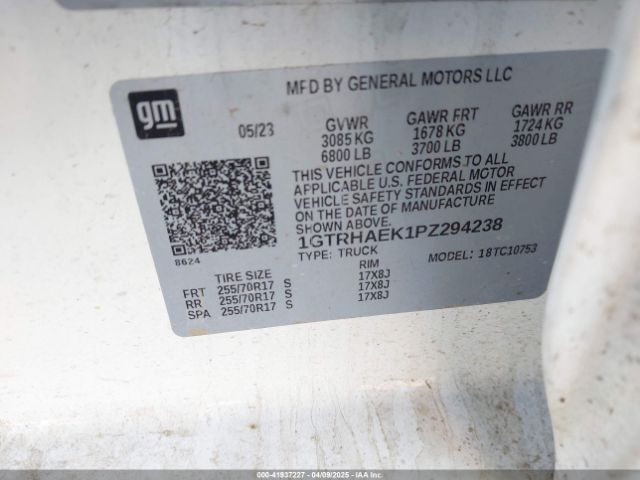 MFD BY GENERAL MOTORS LLC
gm
05/23 GVWR GAWR FRT GAWR RR
3085 KG 1678 KG 1724 KG
6800 LB 3700 LB 3800 LB
THIS VEHICLE CONFORMS TO ALL
APPLICABLE U.S. FEDERAL MOTOR
VEHICLE SAFETY STANDARDS IN EFFECT
ON THE DATE OF MANUFACTURE
SHOWN ABOVE.
1GTRHAEK1PZ294238
8624
TYPE: TRUCK MODEL: 18TC10753
TIRE SIZE RIM
FRT 255/70R17 S 17X8J
RR 255/70R17 S 17X8J
SPA 255/70R17 S 17X8J
000-41937227 - 04/09/2025 - IAAI.COM